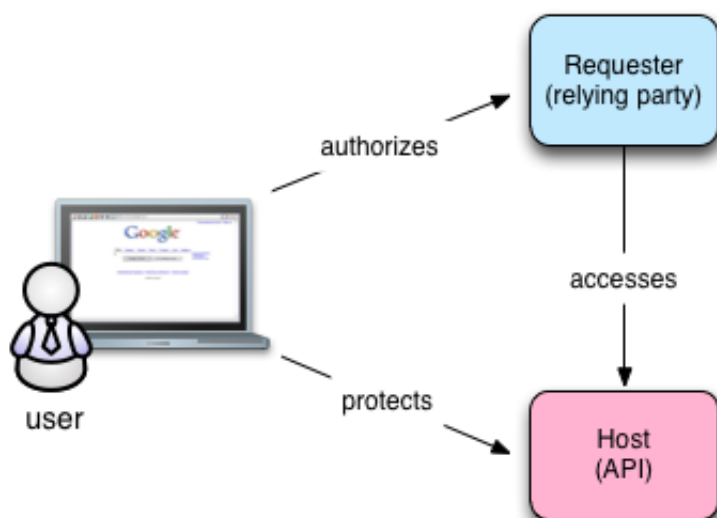 Requester
(relying party)
authorizes
Google
accesses
protects
user
Host
(API)